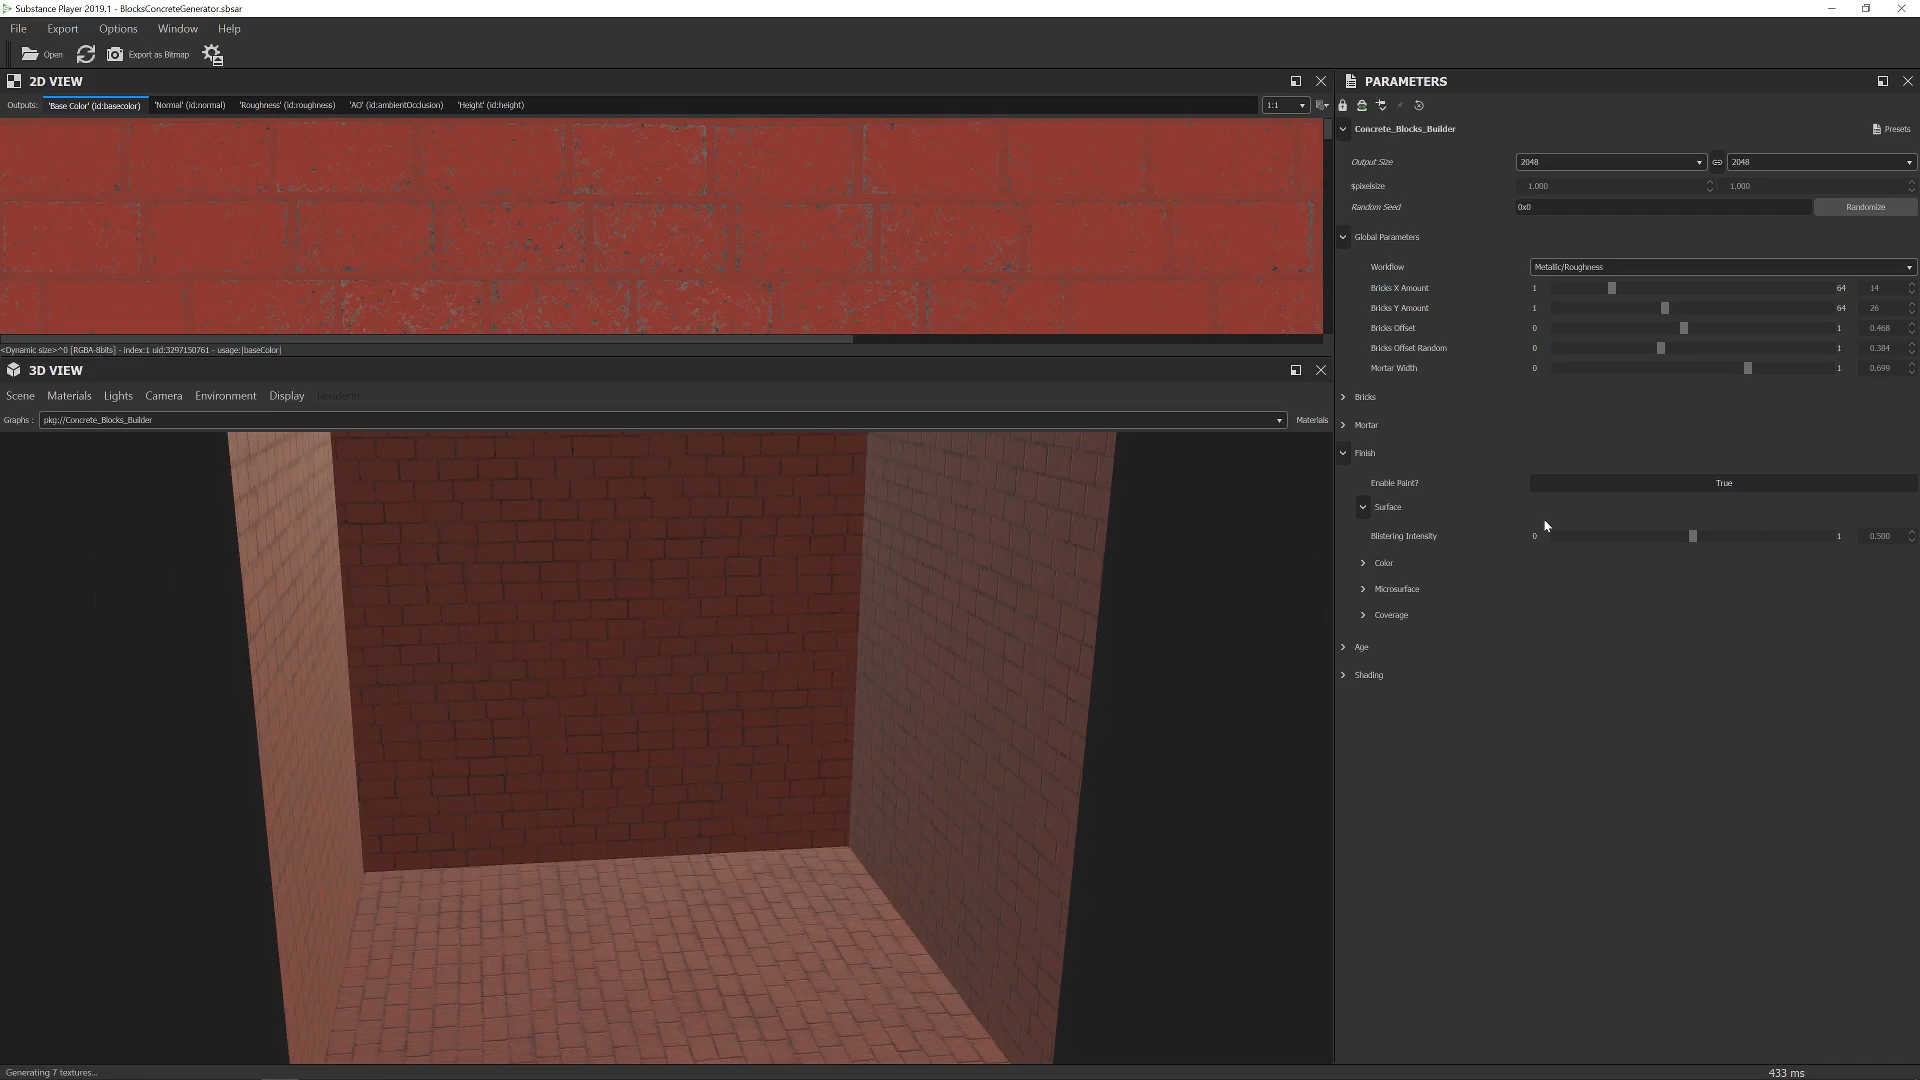 Substance Player 2019.1 - BlocksConcreteGenerator.sbsar
File Export Options Window Help
Open Export as Bitmap
2D VIEW
Outputs: 'Base Color' (id:basecolor) 'Normal' (id:normal) 'Roughness' (id:roughness) 'AO' (id:ambientOcclusion) 'Height' (id:height) 1:1
<Dynamic size>^0 [RGBA-8bits] - index:1 uid:3297150761 - usage:|baseColor|
3D VIEW
Scene Materials Lights Camera Environment Display Renderer
Graphs : pkg://Concrete_Blocks_Builder Materials
Generating 7 textures...
PARAMETERS
Concrete_Blocks_Builder Presets
Output Size 2048 2048
$pixelsize 1.000 1.000
Random Seed 0x0 Randomize
Global Parameters
Workflow Metallic/Roughness
Bricks X Amount 1 64 14
Bricks Y Amount 1 64 26
Bricks Offset 0 1 0.468
Bricks Offset Random 0 1 0.384
Mortar Width 0 1 0.699
Bricks
Mortar
Finish
Enable Paint? True
Surface
Blistering Intensity 0 1 0.500
Color
Microsurface
Coverage
Age
Shading
433 ms